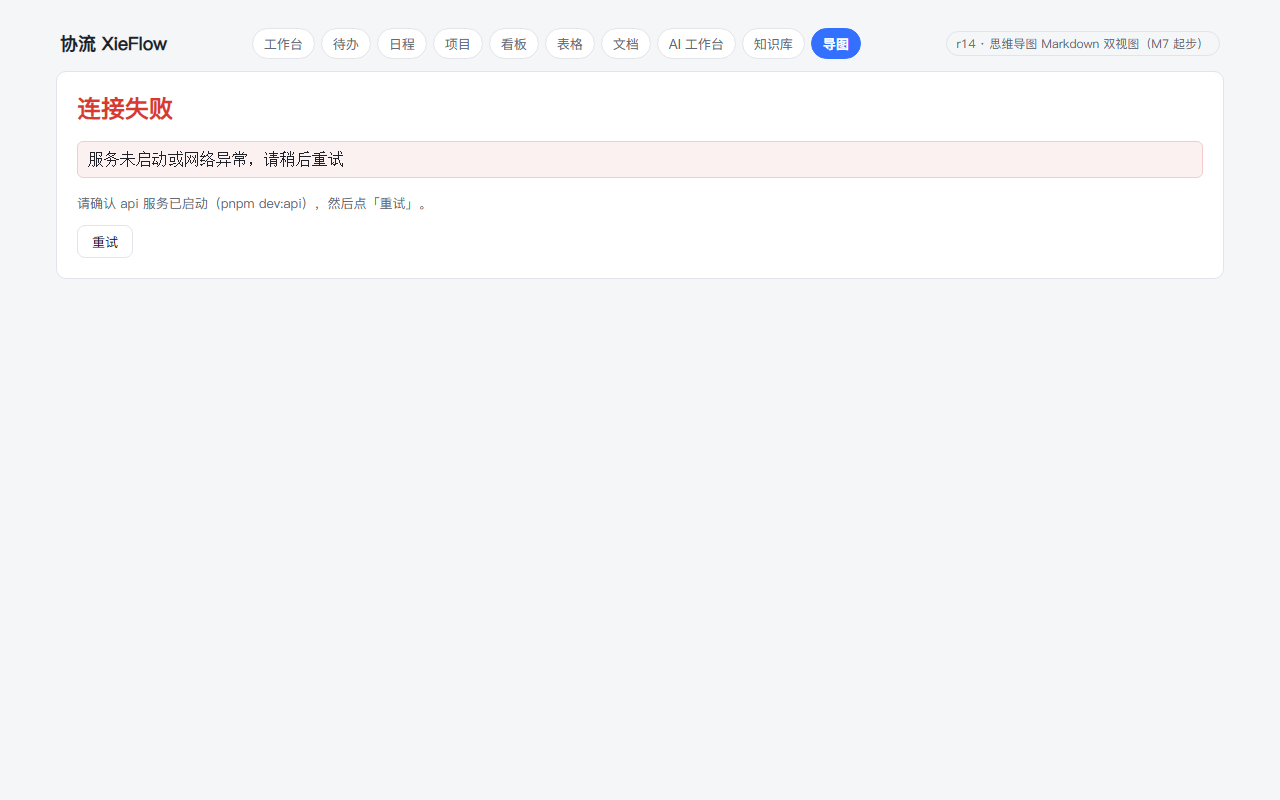 协流 XieFlow 工作台 待办 日程 项目 看板 表格 文档 AI 工作台 知识库 导图 r14 · 思维导图 Markdown 双视图（M7 起步）
连接失败
服务未启动或网络异常，请稍后重试
请确认 api 服务已启动（pnpm dev:api），然后点「重试」。
重试